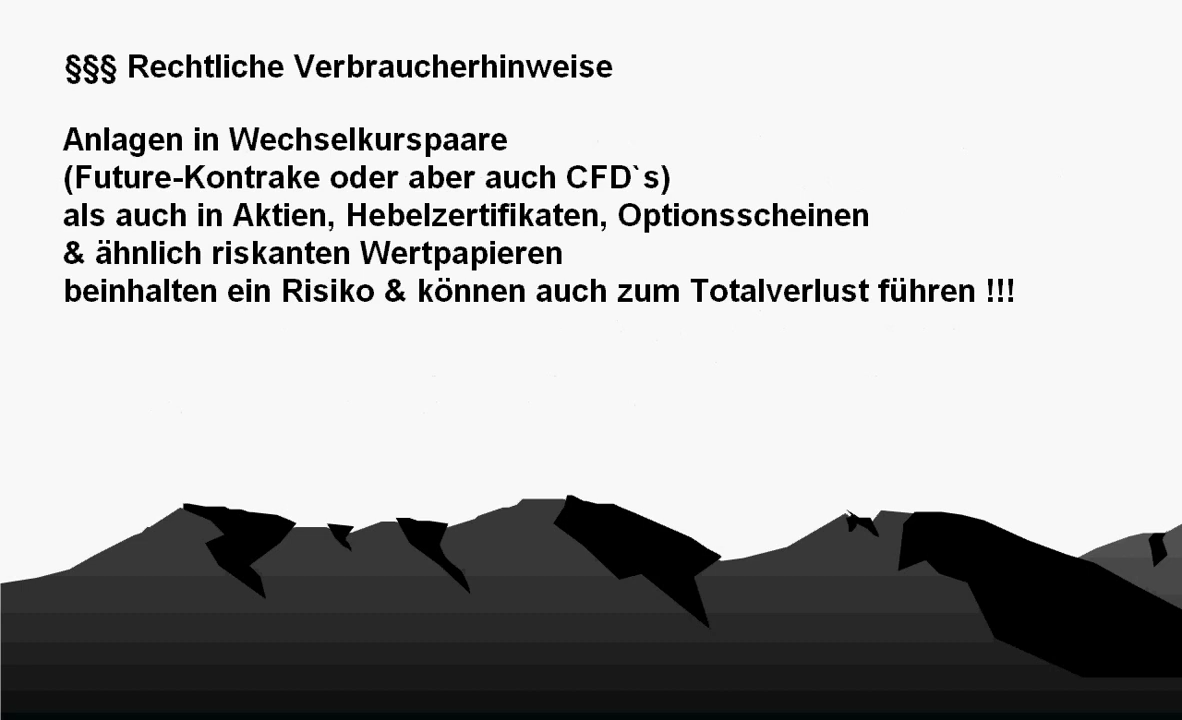 §§§ Rechtliche Verbraucherhinweise
Anlagen in Wechselkurspaare
(Future-Kontrake oder aber auch CFD`s)
als auch in Aktien, Hebelzertifikaten, Optionsscheinen
& ähnlich riskanten Wertpapieren
beinhalten ein Risiko & können auch zum Totalverlust führen !!!